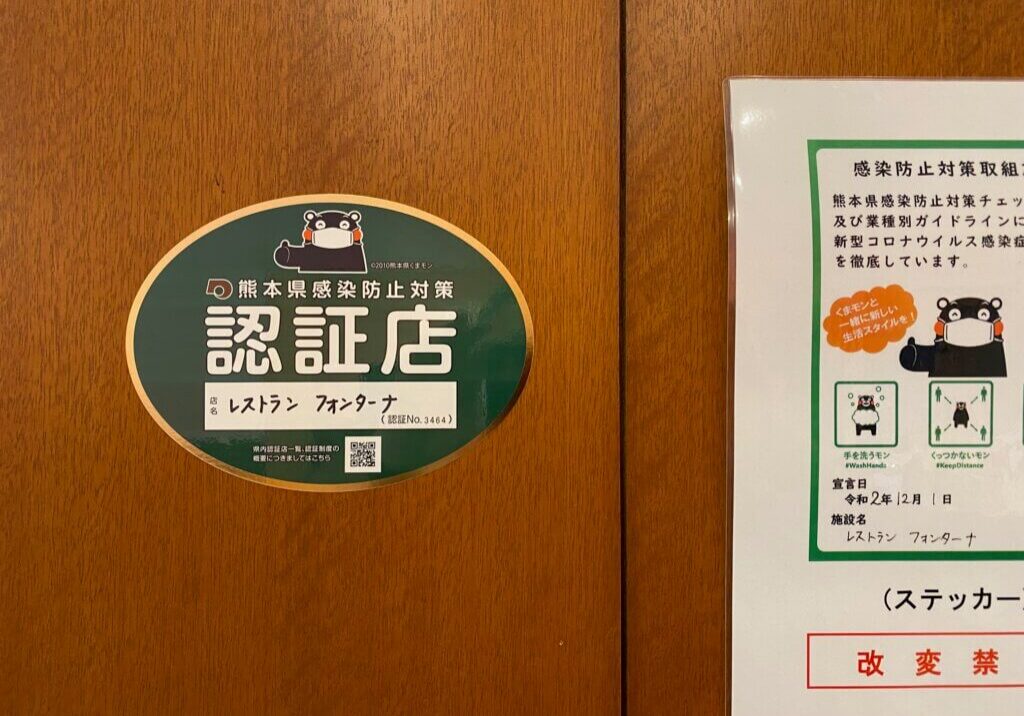 ©2010熊本県くまモン
熊本県感染防止対策
認証店
店名
レストラン フォンターナ
(認証No.3464)
県内認証店一覧、認証制度の
概要につきましてはこちら
感染防止対策取組
熊本県感染防止対策チェッ
及び業種別ガイドラインに
新型コロナウイルス感染症
を徹底しています。
くまモンと
一緒に新しい
生活スタイルを!
手を洗うモン
#WashHands
くっつかないモン
#KeepDistance
宣言日
令和2年12月1日
施設名
レストラン フォンターナ
(ステッカー
改変禁